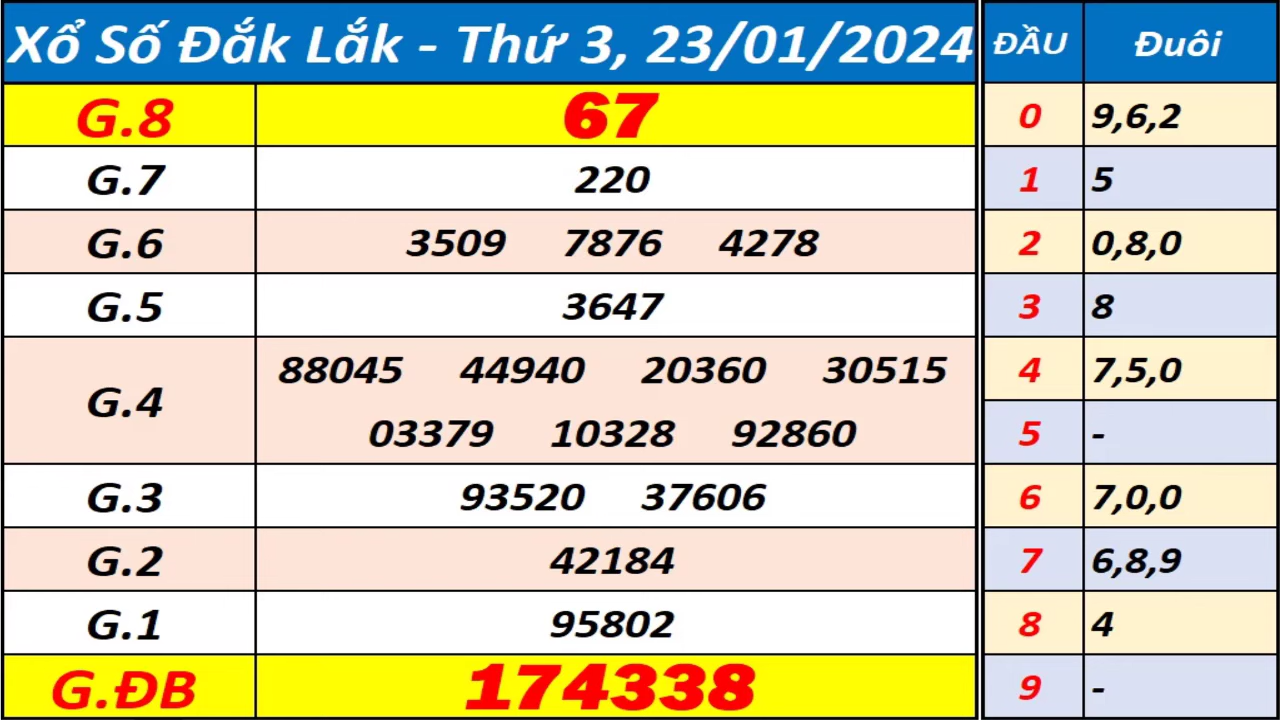 Xổ Số Đắk Lắk - Thứ 3, 23/01/2024
G.8 67
G.7 220
G.6 3509 7876 4278
G.5 3647
G.4 88045 44940 20360 30515
03379 10328 92860
G.3 93520 37606
G.2 42184
G.1 95802
G.ĐB 174338
ĐẦU Đuôi
0 9,6,2
1 5
2 0,8,0
3 8
4 7,5,0
5 -
6 7,0,0
7 6,8,9
8 4
9 -